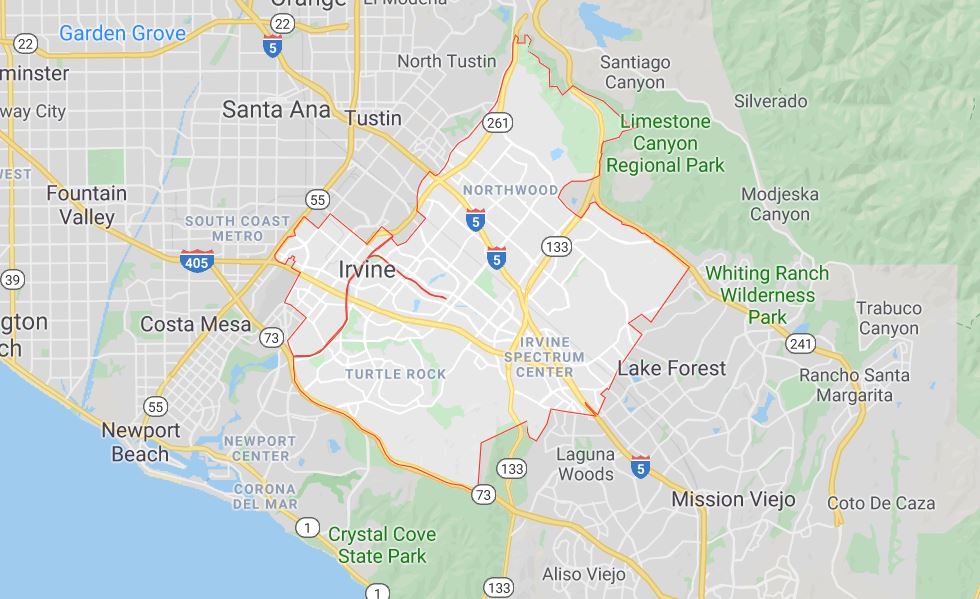 Orange
El Modena
22
Garden Grove
5
22
North Tustin
Santiago
Canyon
minster
Silverado
way City
Santa Ana
Tustin
261
Limestone
Canyon
Regional Park
WEST
Fountain
Valley
NORTHWOOD
Modjeska
Canyon
55
SOUTH COAST
METRO
5
133
405
5
Irvine
39
Whiting Ranch
Wilderness
Park
Trabuco
Canyon
ngton
ch
Costa Mesa
73
IRVINE
SPECTRUM
CENTER
241
TURTLE ROCK
Lake Forest
Rancho Santa
Margarita
55
Newport
Beach
NEWPORT
CENTER
Laguna
Woods
133
5
CORONA
DEL MAR
73
Mission Viejo
Coto De Caza
1
Crystal Cove
State Park
Aliso Viejo
1
133